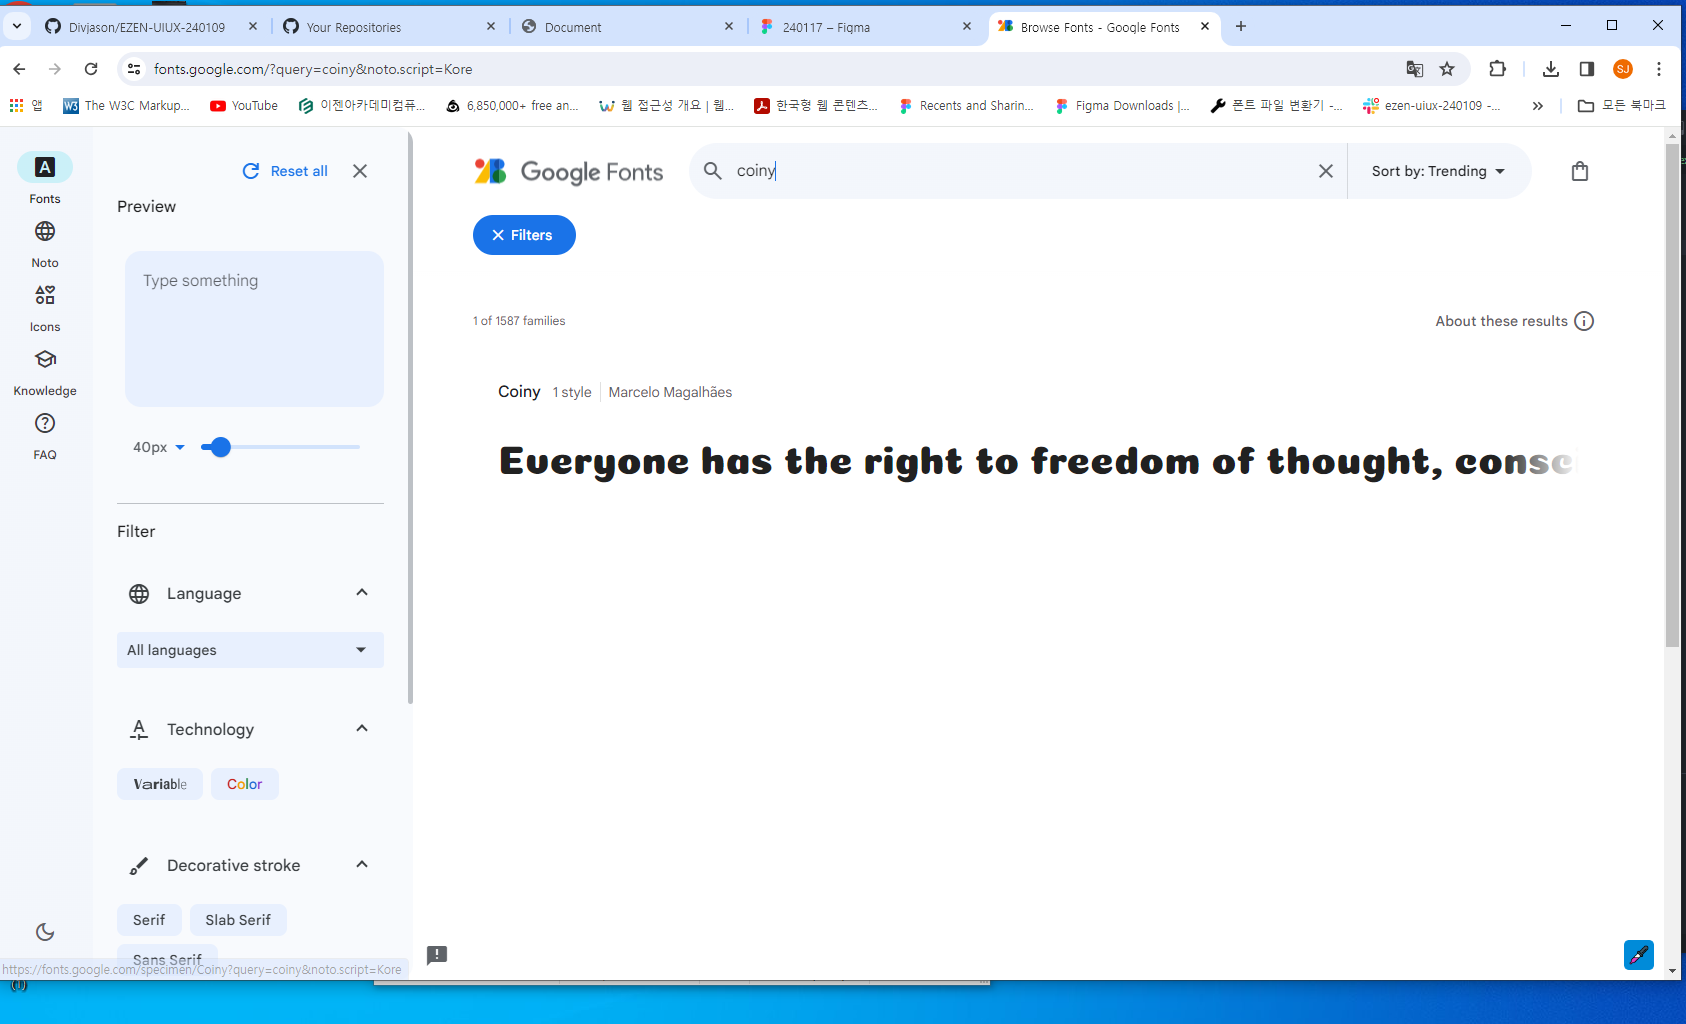 Divjason/EZEN-UIUX-240109
Your Repositories
Document
240117 – Figma
Browse Fonts - Google Fonts
fonts.google.com/?query=coiny&noto.script=Kore
SJ
앱
The W3C Markup...
YouTube
이젠아카데미컴퓨...
6,850,000+ free an...
웹 접근성 개요 | 웹...
한국형 웹 콘텐츠...
Recents and Sharin...
Figma Downloads |...
폰트 파일 변환기 -...
ezen-uiux-240109 -...
모든 북마크
Fonts
Noto
Icons
Knowledge
FAQ
Reset all
Preview
Type something
40px
Filter
Language
All languages
Technology
Variable
Color
Decorative stroke
Serif
Slab Serif
Sans Serif
https://fonts.google.com/specimen/Coiny?query=coiny&noto.script=Kore
Google Fonts
coiny
Sort by: Trending
Filters
1 of 1587 families
About these results
Coiny
1 style
Marcelo Magalhães
Everyone has the right to freedom of thought, consc